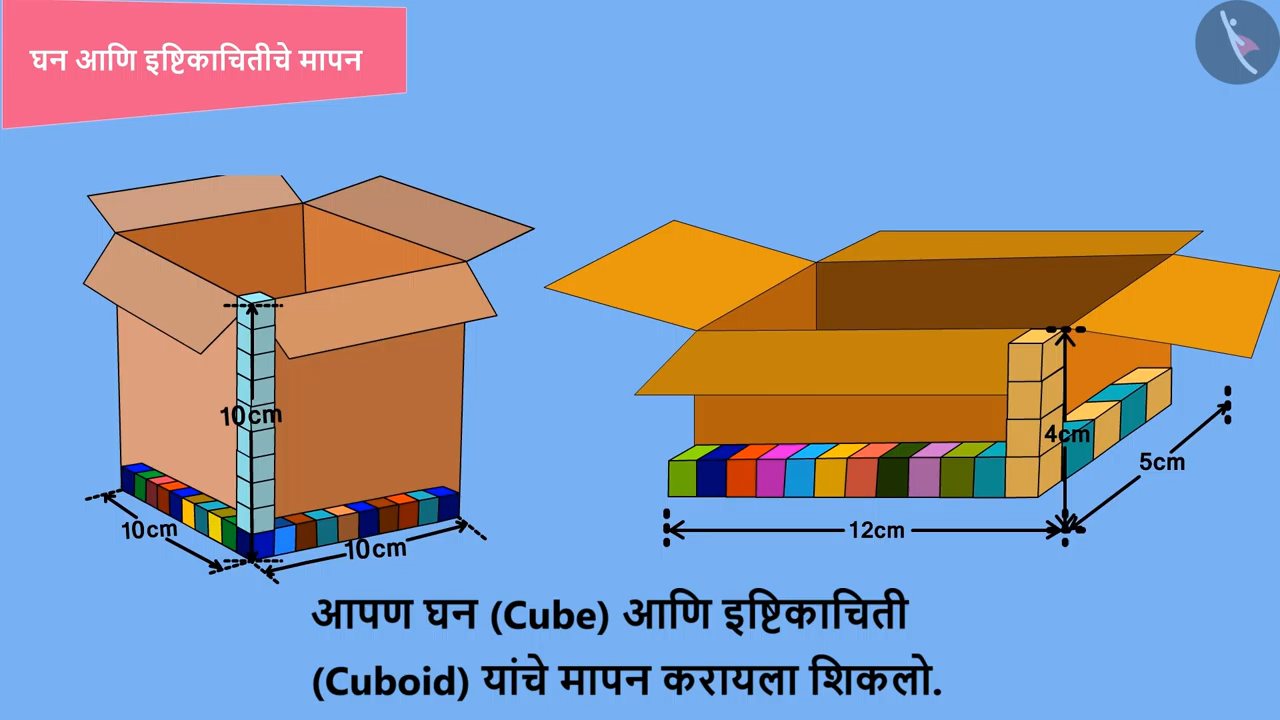 घन आणि इष्टिकाचितीचे मापन
10cm
10cm
10cm
4cm
5cm
12cm
आपण घन (Cube) आणि इष्टिकाचिती
(Cuboid) यांचे मापन करायला शिकलो.